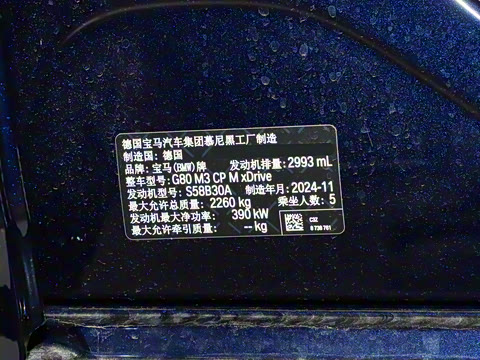 德国宝马汽车集团慕尼黑工厂制造
制造国: 德国
品牌: 宝马(BMW)牌 发动机排量: 2993 mL
整车型号: G80 M3 CP M xDrive
发动机型号: S58B30A 制造年月: 2024-11
最大允许总质量: 2260 kg 乘坐人数: 5
发动机最大净功率: 390 kW
最大允许牵引质量: -- kg